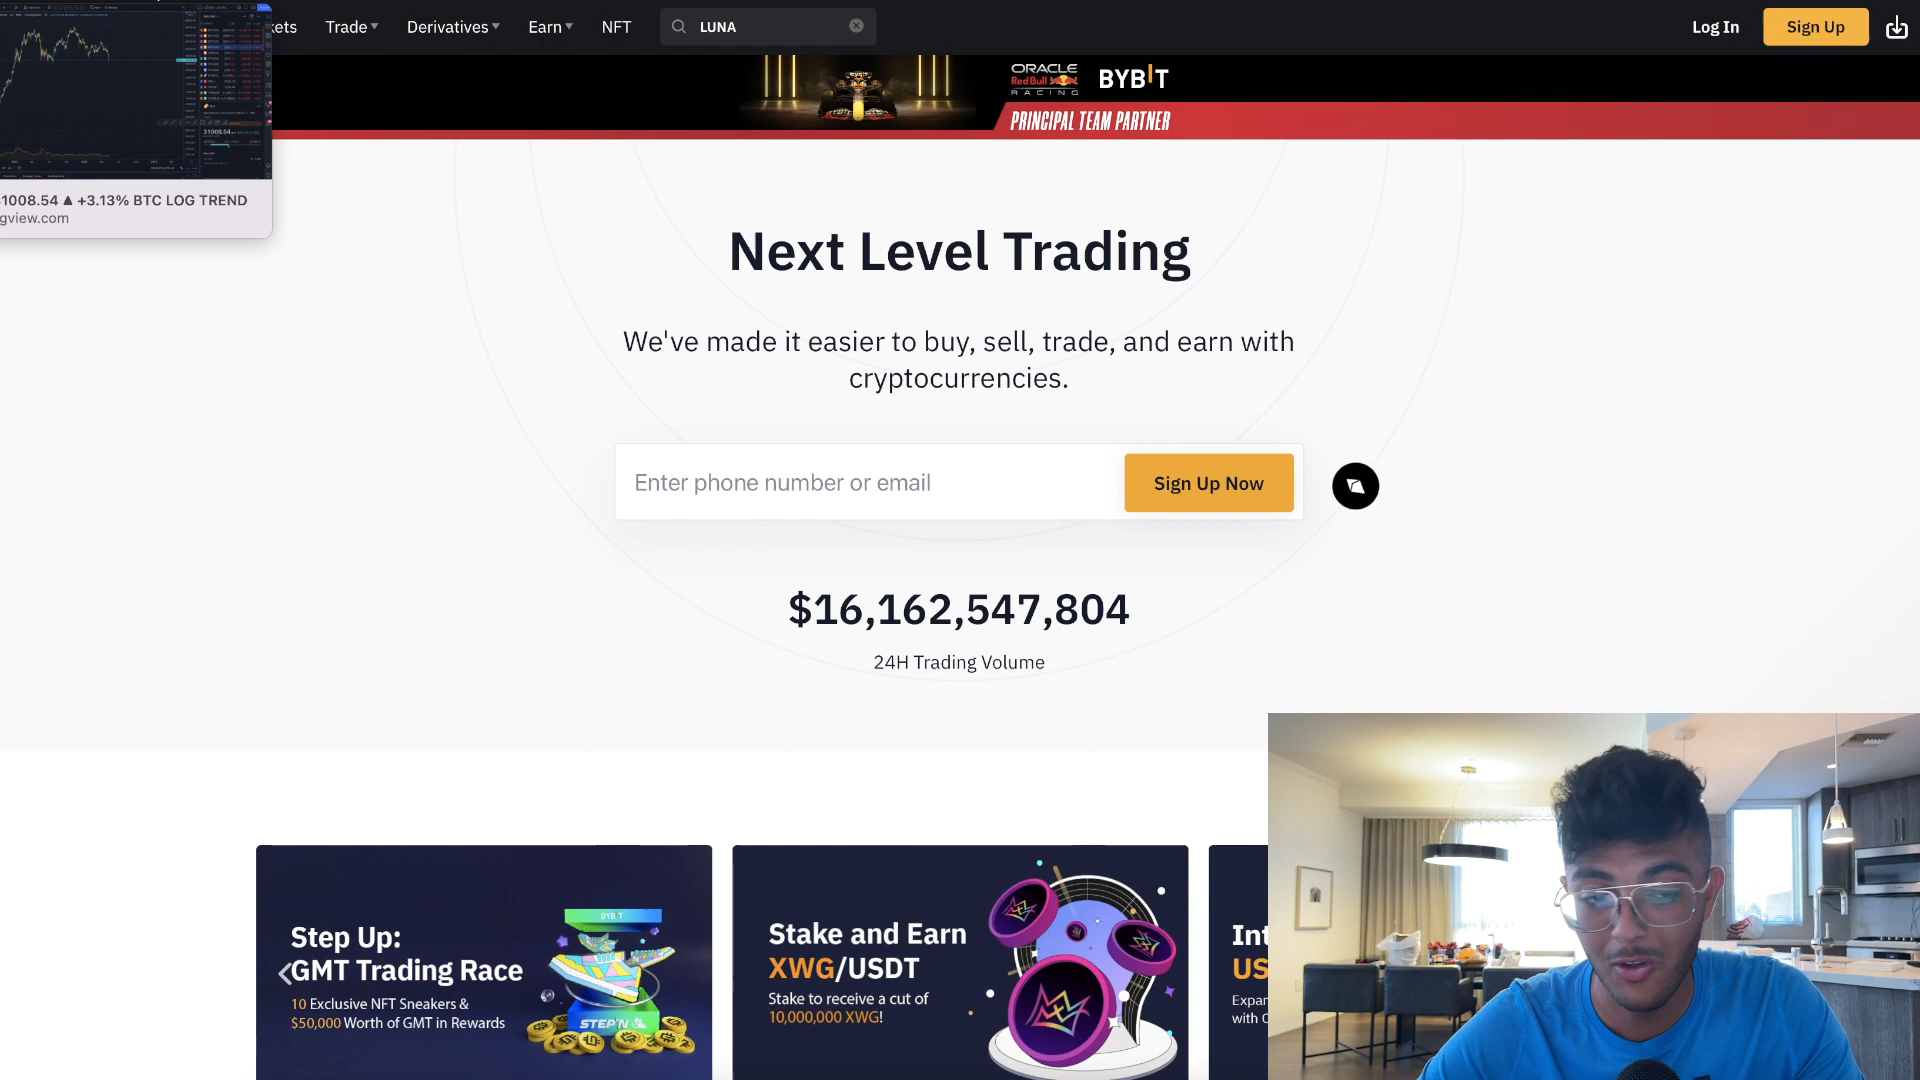 kets Trade Derivatives Earn NFT LUNA Log In Sign Up
ORACLE
Red Bull
RACING
BYBIT
PRINCIPAL TEAM PARTNER
1008.54 ▲ +3.13% BTC LOG TREND
gview.com
Next Level Trading
We've made it easier to buy, sell, trade, and earn with
cryptocurrencies.
Enter phone number or email
Sign Up Now
$16,162,547,804
24H Trading Volume
BYBIT
Step Up:
GMT Trading Race
10 Exclusive NFT Sneakers &
$50,000 Worth of GMT in Rewards
STEP'N
Stake and Earn
XWG/USDT
Stake to receive a cut of
10,000,000 XWG!
Int
US
Expan
with C